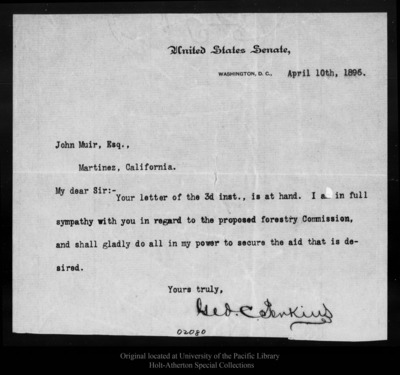 United States Senate,
WASHINGTON, D. C., April 10th, 1896.
John Muir, Esq.,
Martinez, California.
My dear Sir:-
Your letter of the 3d inst., is at hand. I am in full
sympathy with you in regard to the proposed forestry Commission,
and shall gladly do all in my power to secure the aid that is de-
sired.
Yours truly,
Geo. C. Perkins
02080
Original located at University of the Pacific Library
Holt-Atherton Special Collections